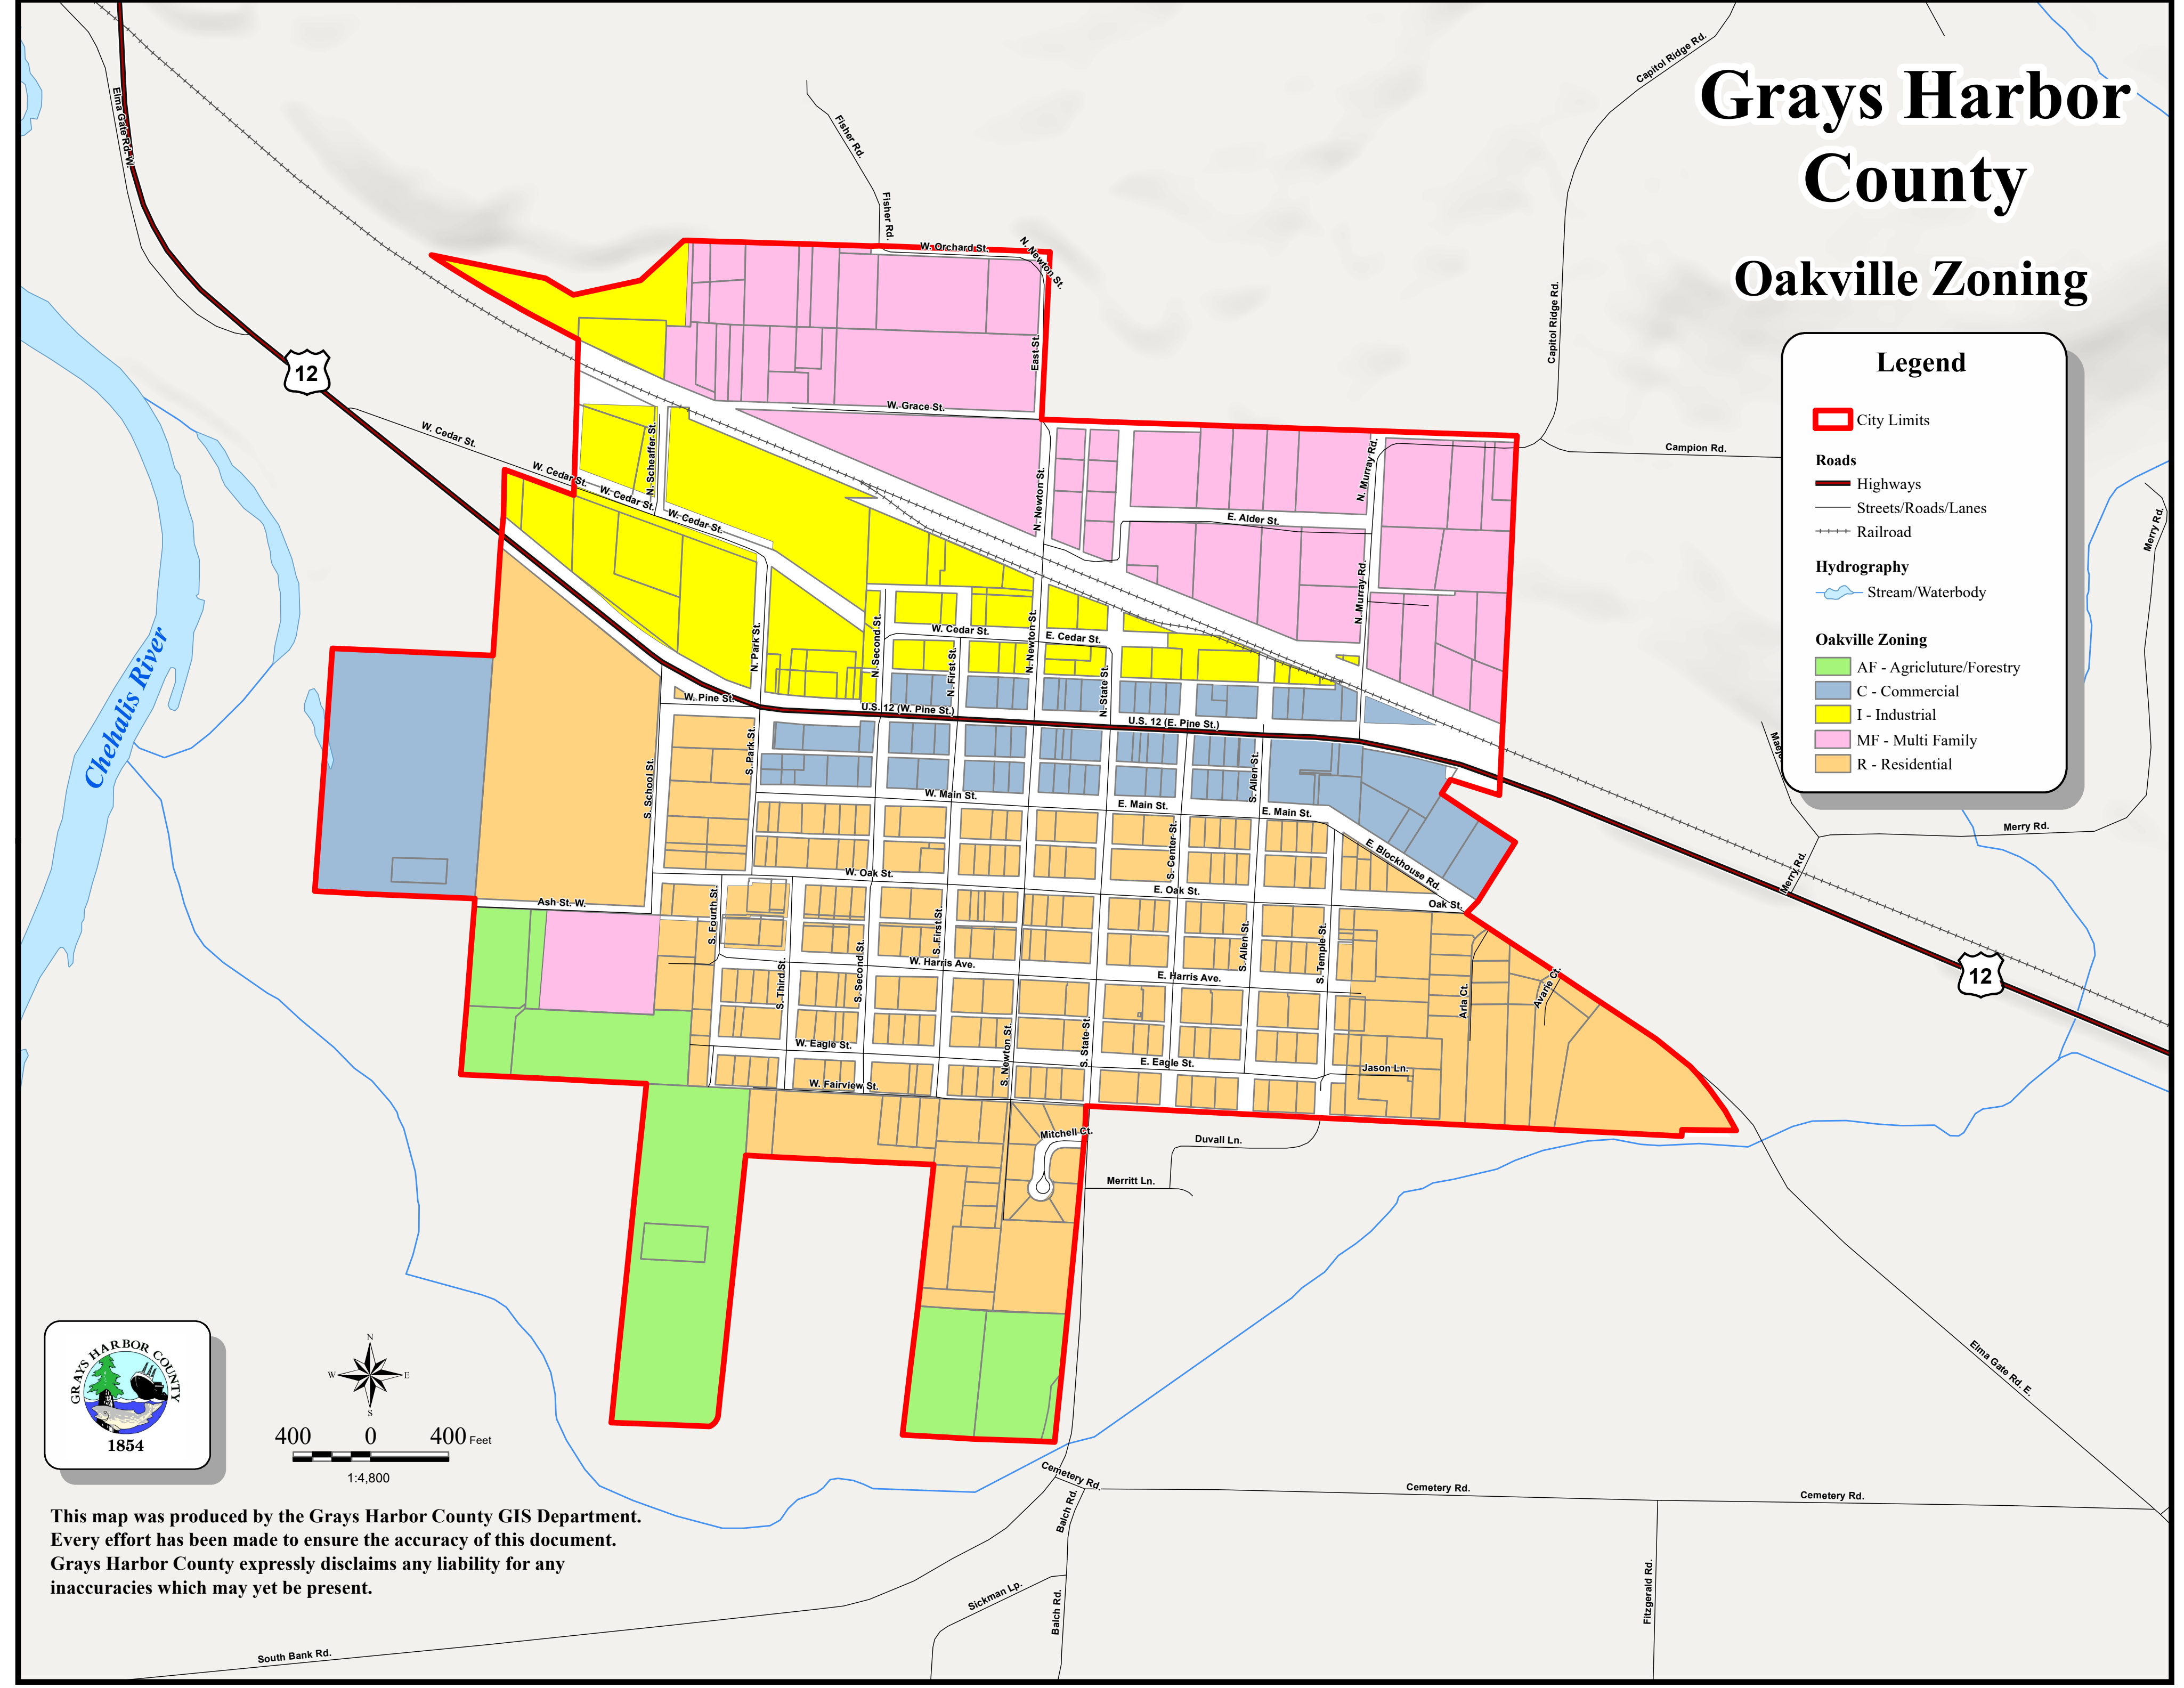 Grays Harbor
County
Oakville Zoning
Legend
City Limits
Roads
Highways
Streets/Roads/Lanes
Railroad
Hydrography
Stream/Waterbody
Oakville Zoning
AF - Agricluture/Forestry
C - Commercial
I - Industrial
MF - Multi Family
R - Residential
Capitol Ridge Rd.
Capitol Ridge Rd.
Campion Rd.
Merry Rd.
Merry Rd.
Merry Rd.
Elma Gate Rd. W.
Fisher Rd.
Fisher Rd.
W. Orchard St.
N. Newton St.
East St.
W. Grace St.
12
W. Cedar St.
W. Cedar St.
W. Cedar St.
W. Cedar St.
N. Scheaffer St.
N. Newton St.
N. Murray Rd.
E. Alder St.
N. Murray Rd.
N. Park St.
N. Second St.
W. Cedar St.
E. Cedar St.
N. First St.
N. Newton St.
N. State St.
Chehalis River
W. Pine St.
U.S. 12 (W. Pine St.)
U.S. 12 (E. Pine St.)
S. School St.
S. Park St.
S. Allen St.
W. Main St.
E. Main St.
E. Main St.
S. Center St.
E. Blockhouse Rd.
W. Oak St.
E. Oak St.
Oak St.
Ash St. W.
S. Fourth St.
S. First St.
S. Allen St.
S. Temple St.
W. Harris Ave.
E. Harris Ave.
S. Third St.
S. Second St.
Arla Ct.
Avarie Ct.
12
W. Eagle St.
S. Newton St.
S. State St.
E. Eagle St.
Jason Ln.
W. Fairview St.
Mitchell Ct.
Duvall Ln.
Merritt Ln.
Elma Gate Rd. E.
Cemetery Rd.
Cemetery Rd.
Cemetery Rd.
Balch Rd.
Balch Rd.
Sickman Lp.
Fitzgerald Rd.
South Bank Rd.
GRAYS HARBOR COUNTY
1854
N
W E
S
400 0 400 Feet
1:4,800
This map was produced by the Grays Harbor County GIS Department.
Every effort has been made to ensure the accuracy of this document.
Grays Harbor County expressly disclaims any liability for any
inaccuracies which may yet be present.